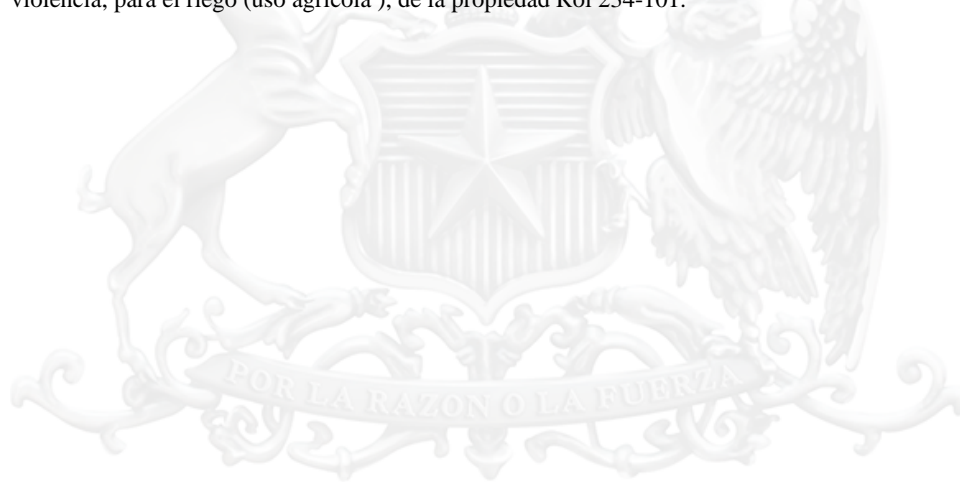 violencia, para el riego (uso agrícola ), de la propiedad Rol 234-101.
POR LA RAZON O LA FUERZA